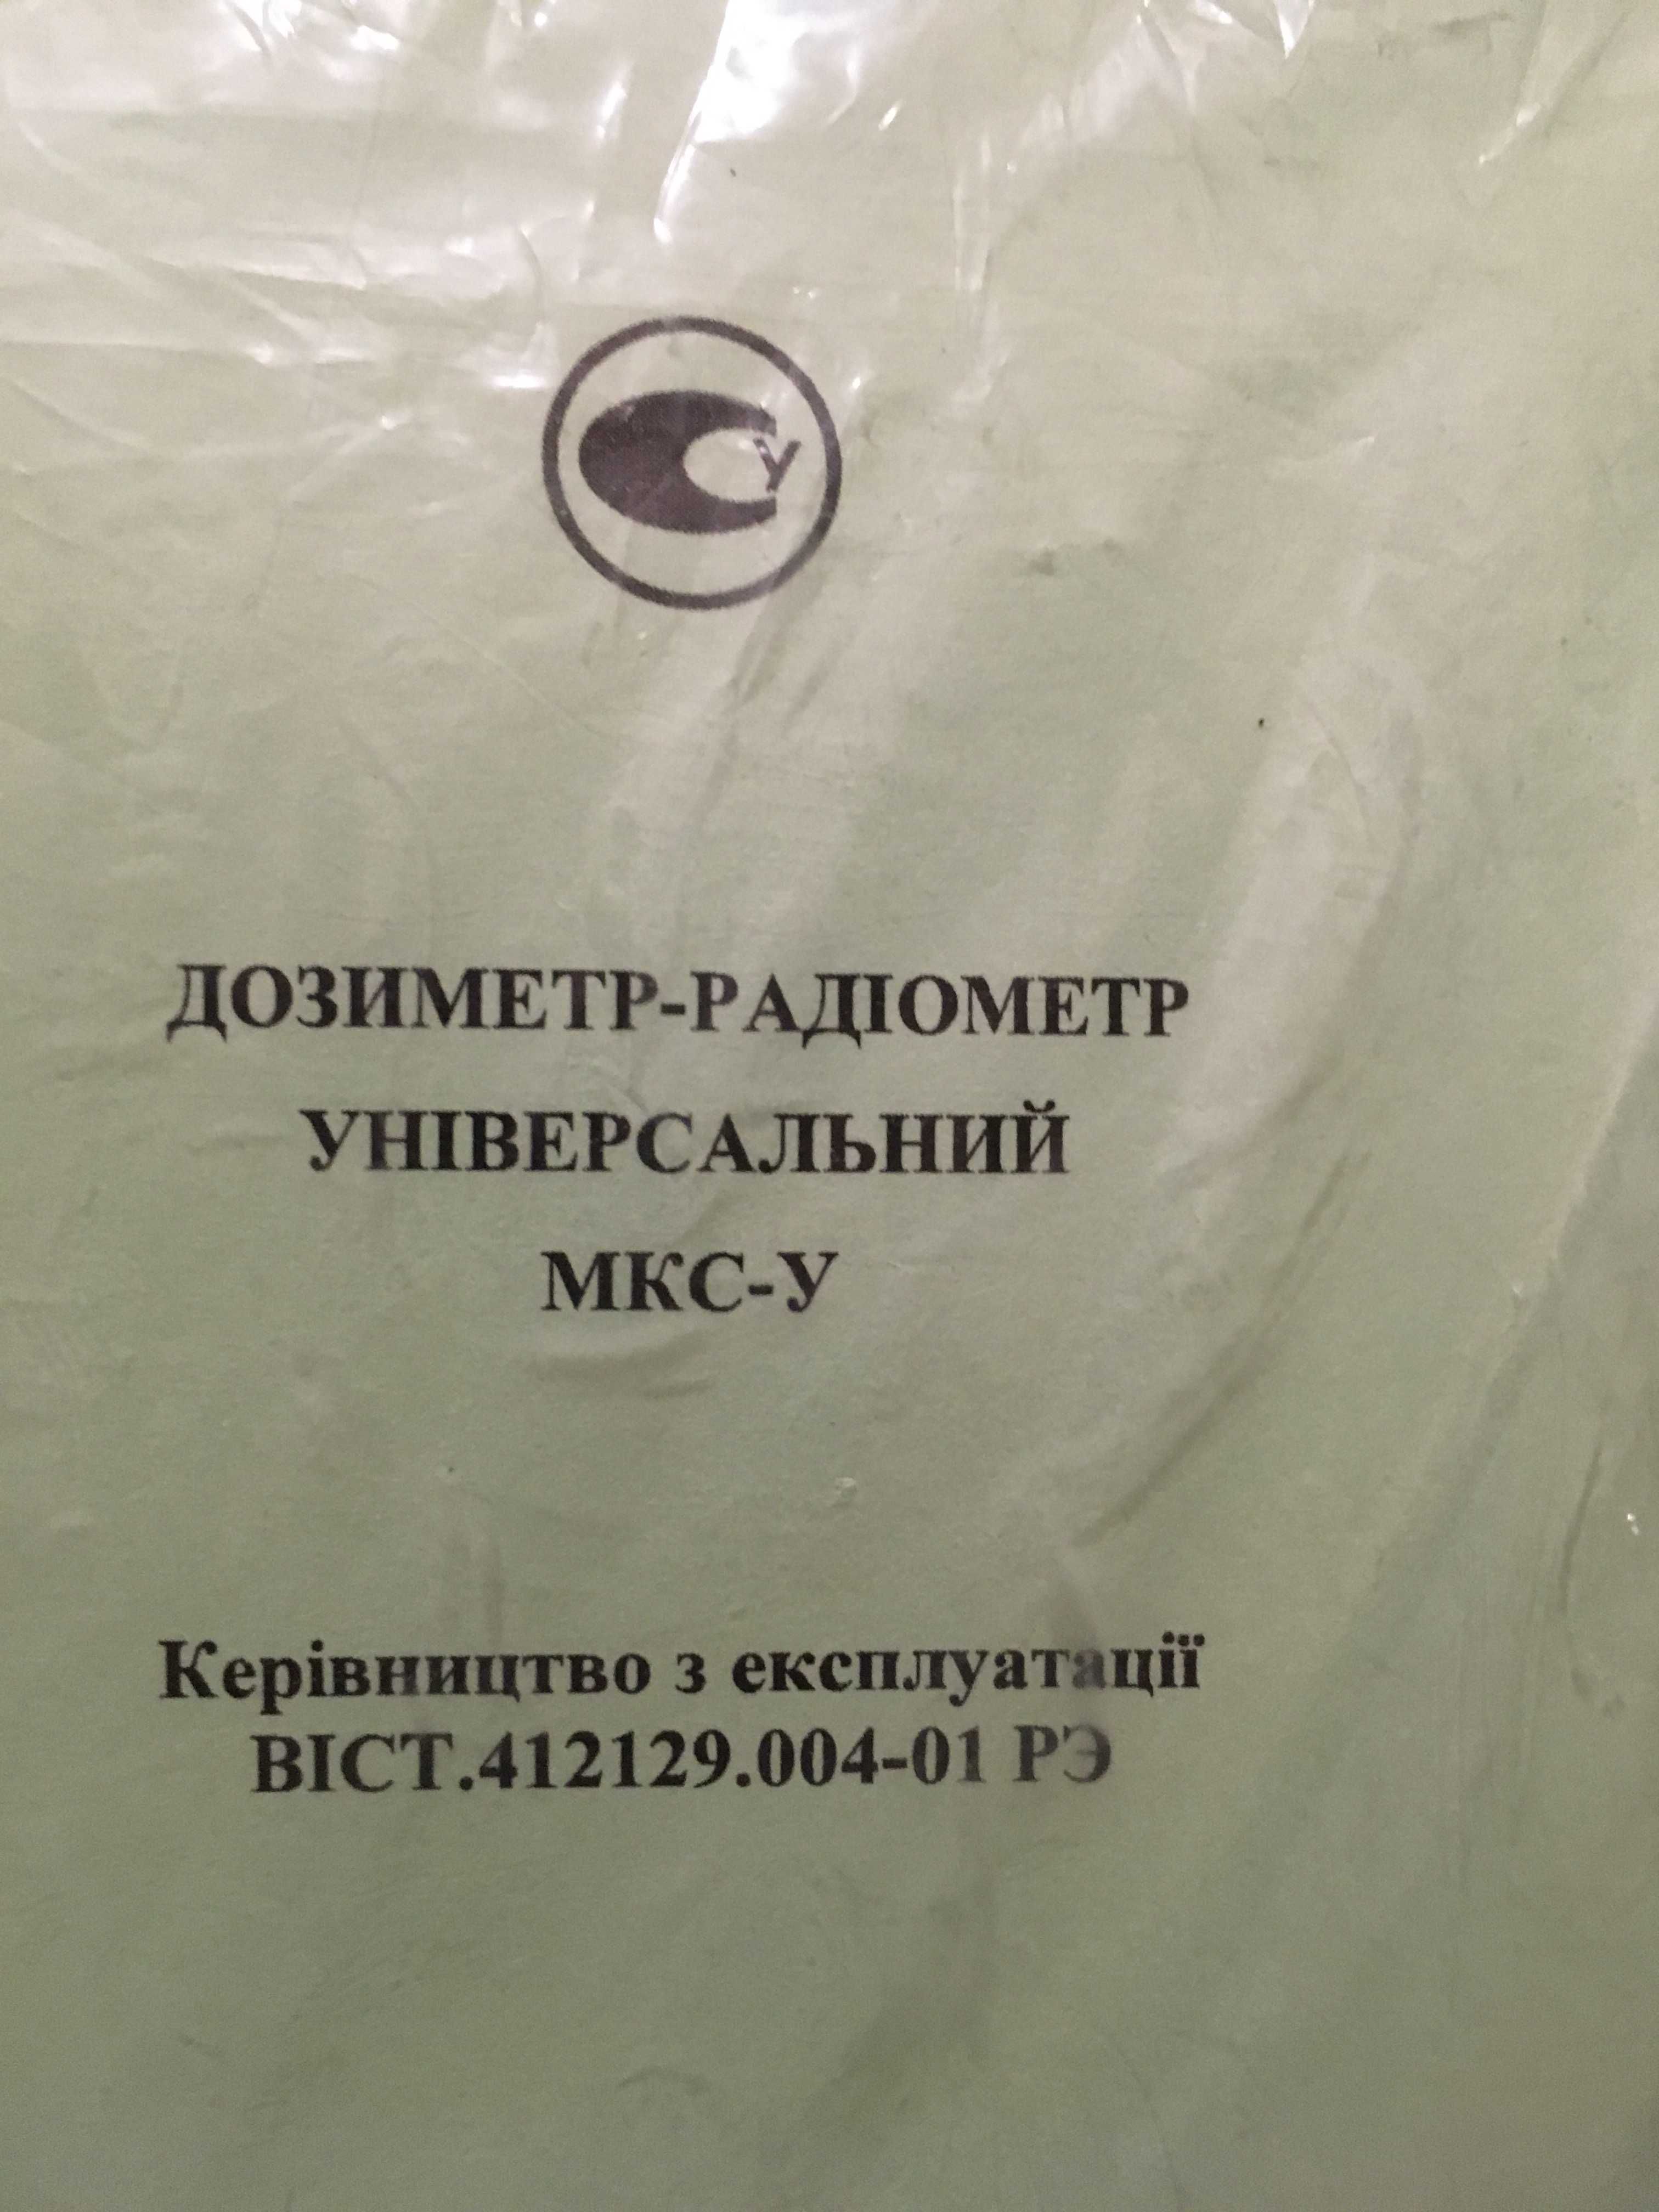 У
ДОЗИМЕТР-РАДІОМЕТР
УНІВЕРСАЛЬНИЙ
МКС-У
Керівництво з експлуатації
ВІСТ.412129.004-01 РЭ